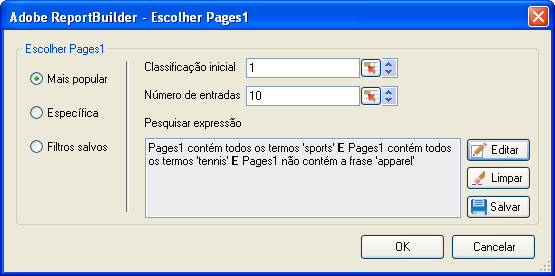 Adobe ReportBuilder - Escolher Pages1
Escolher Pages1
Mais popular
Específica
Filtros salvos
Classificação inicial 1
Número de entradas 10
Pesquisar expressão
Pages1 contém todos os termos 'sports' E Pages1 contém todos
os termos 'tennis' E Pages1 não contém a frase 'apparel'
Editar
Limpar
Salvar
OK Cancelar